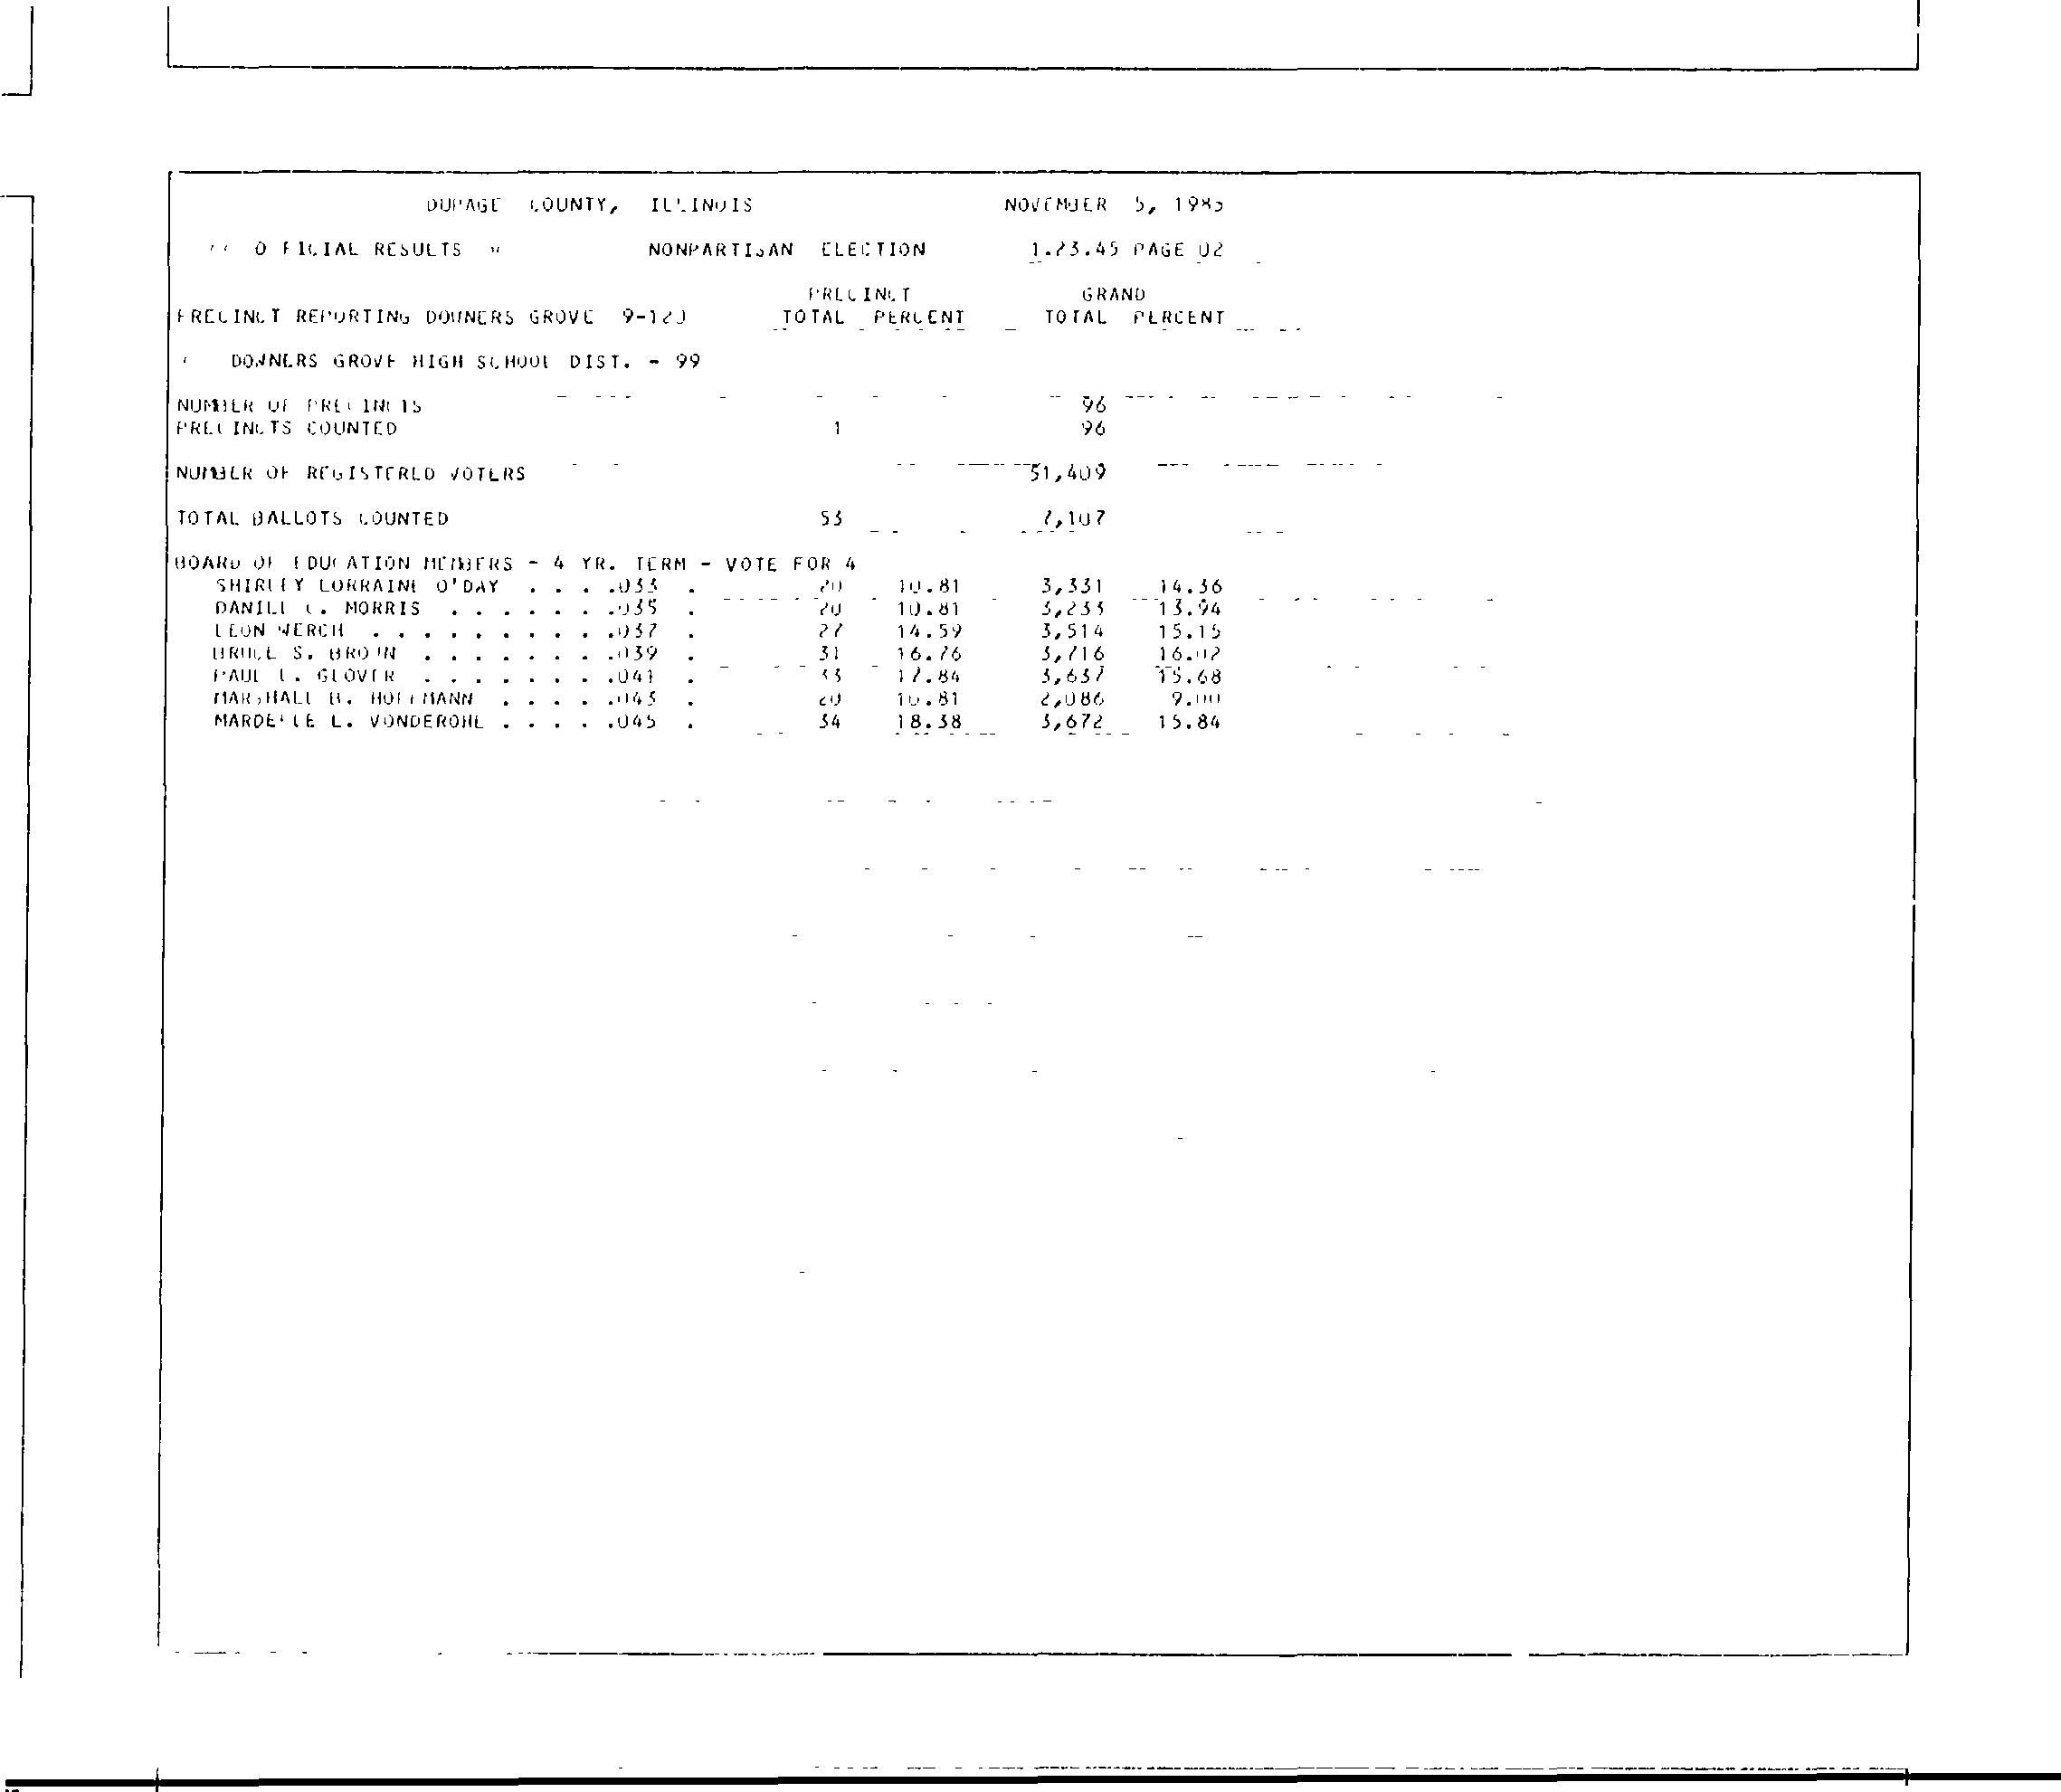 DUPAGE COUNTY, ILLINOIS NOVEMBER 5, 1985
OFFICIAL RESULTS NONPARTISAN ELECTION 1.23.45 PAGE 02
PRECINCT GRAND
PRECINCT REPORTING DOWNERS GROVE 9-120 TOTAL PERCENT TOTAL PERCENT
DOWNERS GROVE HIGH SCHOOL DIST. - 99
NUMBER OF PRECINCTS 96
PRECINCTS COUNTED 1 96
NUMBER OF REGISTERED VOTERS 51,409
TOTAL BALLOTS COUNTED 53 7,107
BOARD OF EDUCATION MEMBERS - 4 YR. TERM - VOTE FOR 4
SHIRLEY LORRAINE O'DAY . . . .033 . 20 10.81 3,331 14.36
DANIEL C. MORRIS . . . . . . .035 . 20 10.81 3,233 13.94
LEON WERCH . . . . . . . . . .037 . 27 14.59 3,514 15.15
BRUCE S. BROWN . . . . . . . .039 . 31 16.76 3,716 16.02
PAUL L. GLOVER . . . . . . . .041 . 33 17.84 3,637 15.68
MARSHALL B. HOFFMANN . . . . .043 . 20 10.81 2,086 9.00
MARDELLE L. VONDEROHE . . . . .045 . 34 18.38 3,672 15.84